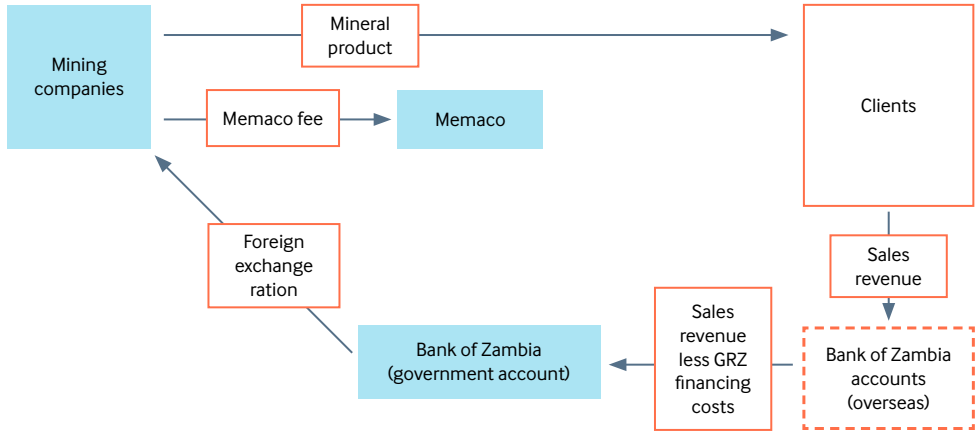 Mining
companies
Mineral
product
Clients
Memaco fee
Memaco
Foreign
exchange
ration
Sales
revenue
Bank of Zambia
(government account)
Sales
revenue
less GRZ
financing
costs
Bank of Zambia
accounts
(overseas)